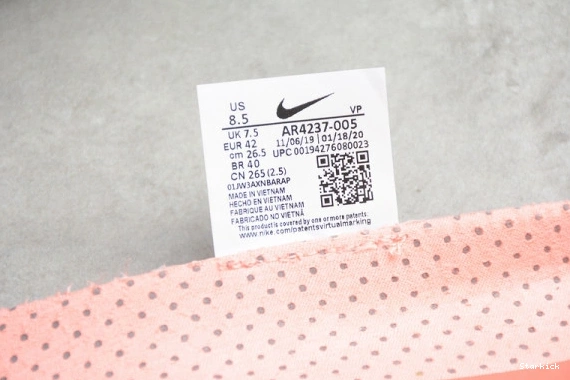 US
8.5
VP
UK 7.5
AR4237-005
EUR 42
11/06/19 | 01/18/20
cm 26.5
UPC 00194276080023
BR 40
CN 265 (2.5)
01JW3AXNBARAP
MADE IN VIETNAM
HECHO EN VIETNAM
FABRIQUE AU VIETNAM
FABRICADO NO VIETNÃ
This product is covered by one or more patents.
www.nike.com/patentsvirtualmarking
StarRick